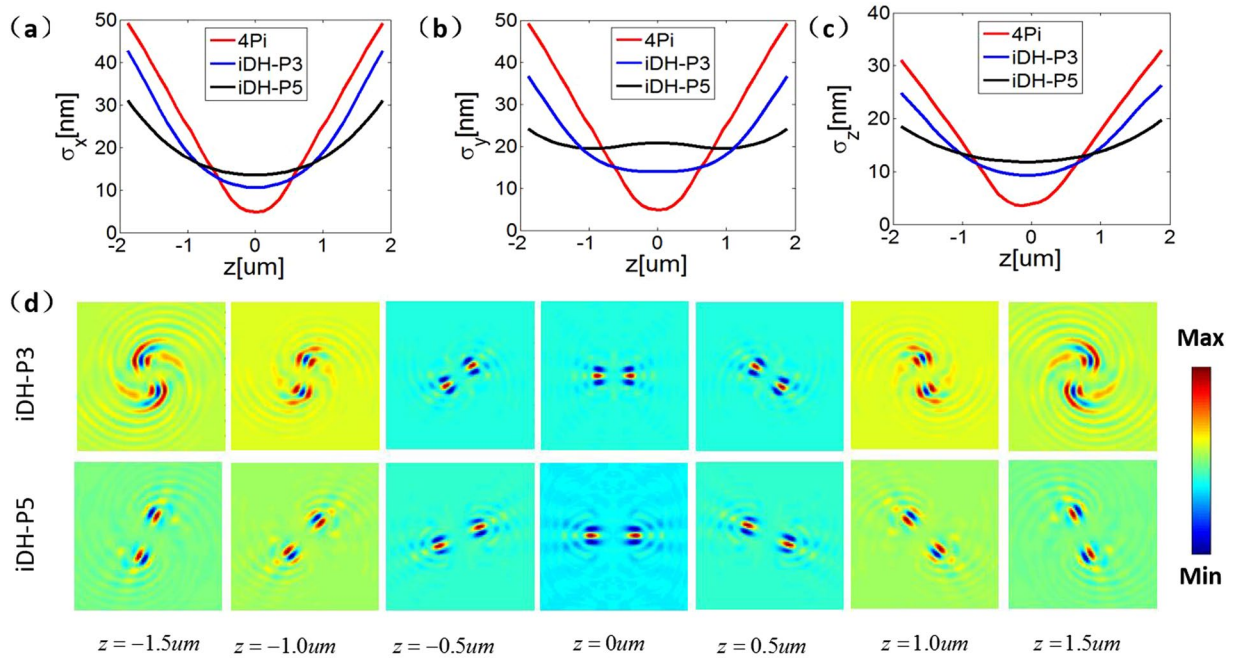 (a)
50
40
30
20
10
0
σx[nm]
4Pi
iDH-P3
iDH-P5
-2 -1 0 1 2
z[um]
(b)
50
40
30
20
10
0
σy[nm]
4Pi
iDH-P3
iDH-P5
-2 -1 0 1 2
z[um]
(c)
40
30
20
10
0
σz[nm]
4Pi
iDH-P3
iDH-P5
-2 -1 0 1 2
z[um]
(d)
iDH-P3
iDH-P5
Max
Min
z = −1.5um z = −1.0um z = −0.5um z = 0um z = 0.5um z = 1.0um z = 1.5um